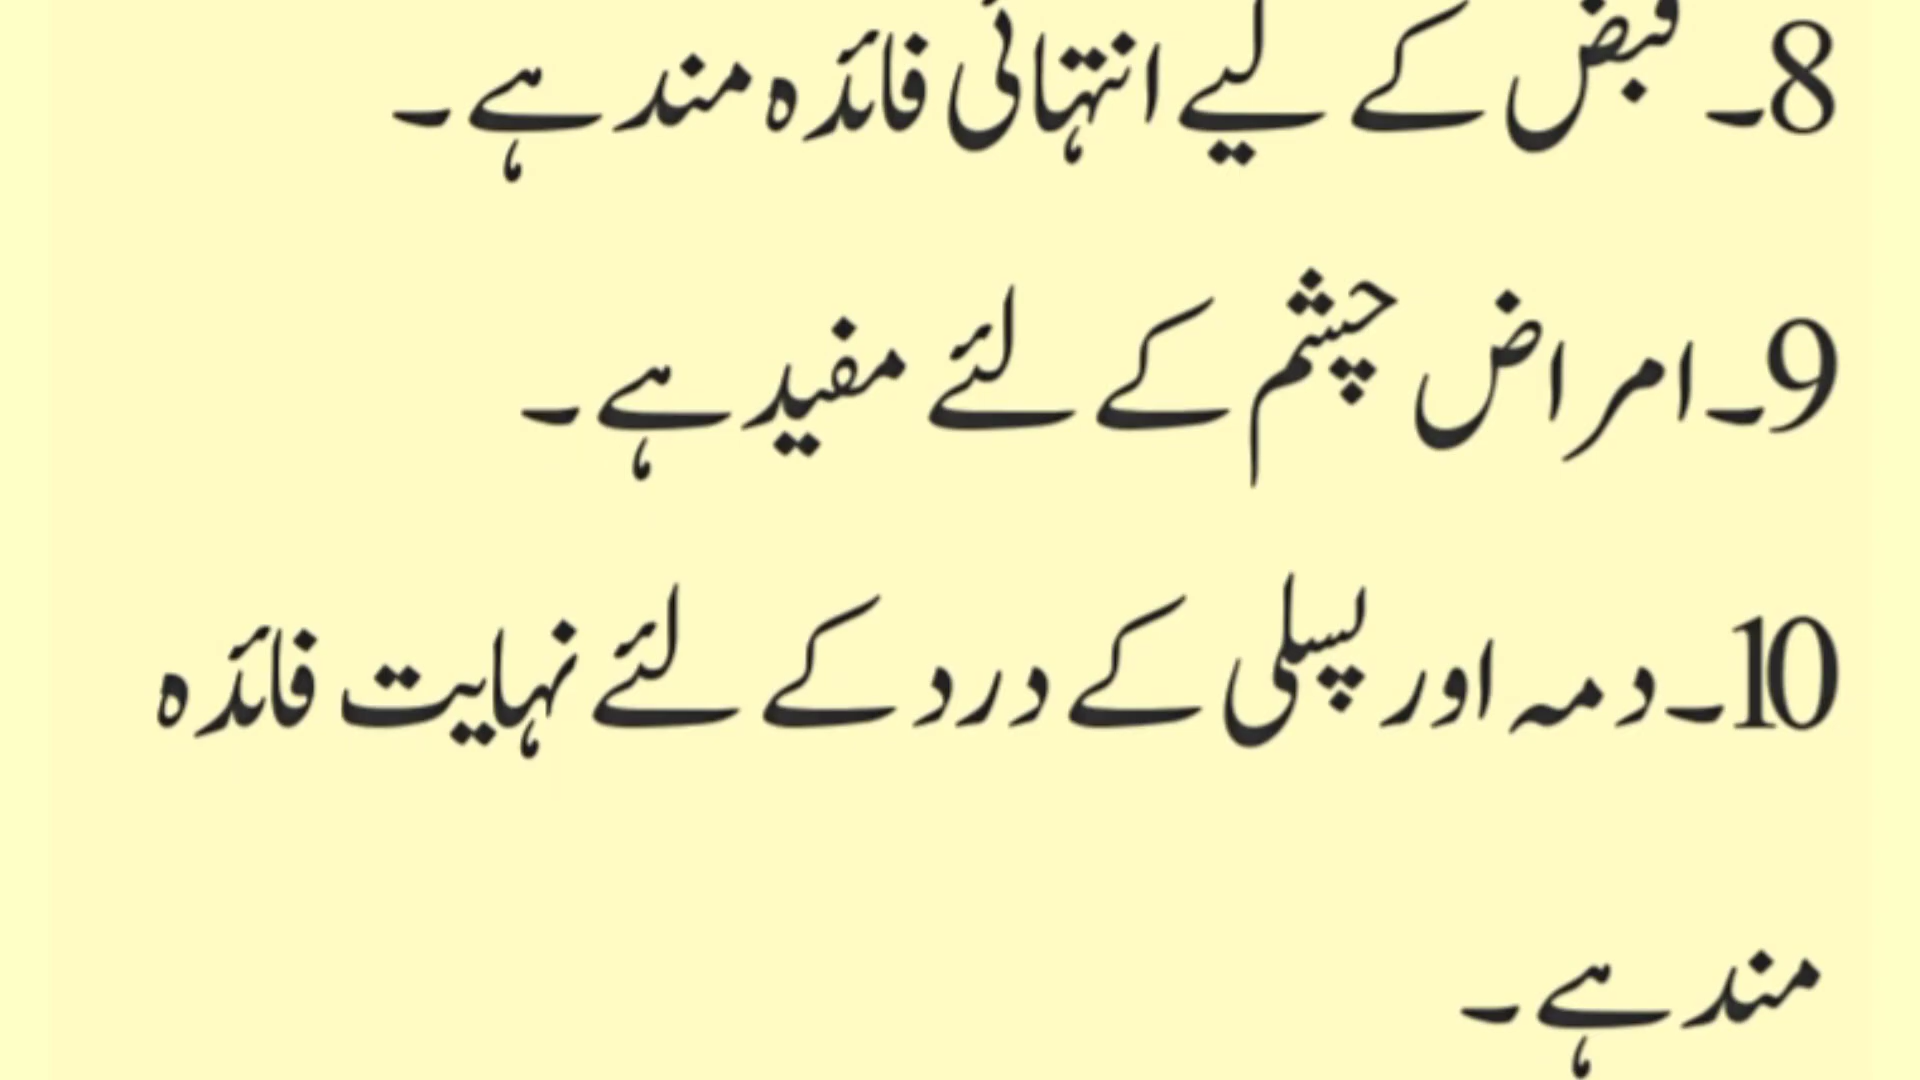 8۔ قبض کے لیے انتہائی فائدہ مند ہے۔
9۔امراض چشم کے لئے مفید ہے۔
10۔دمہ اور پسلی کے درد کے لئے نہایت فائدہ
مند ہے۔